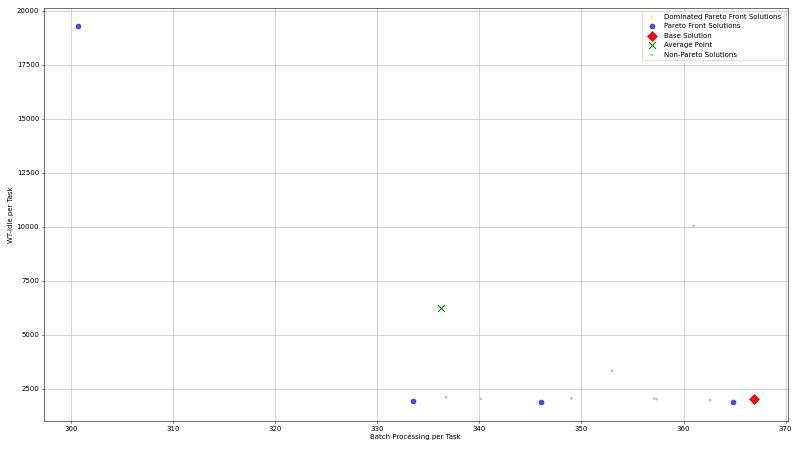 20000
17500
15000
12500
10000
7500
5000
2500
WT-Idle per Task
300
310
320
330
340
350
360
370
Batch Processing per Task
Dominated Pareto Front Solutions
Pareto Front Solutions
Base Solution
Average Point
Non-Pareto Solutions